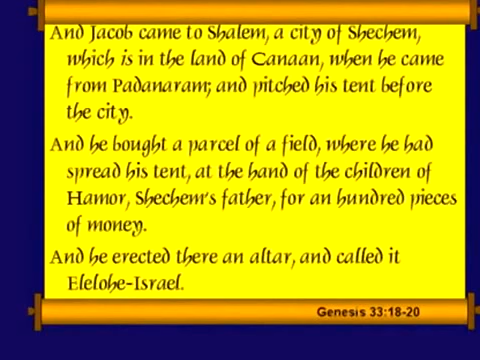 And Jacob came to Shalem, a city of Shechem,
which is in the land of Canaan, when he came
from Padanaram; and pitched his tent before
the city.
And he bought a parcel of a field, where he had
spread his tent, at the hand of the children of
Hamor, Shechem's father, for an hundred pieces
of money.
And he erected there an altar, and called it
Elelohe-Israel.
Genesis 33:18-20